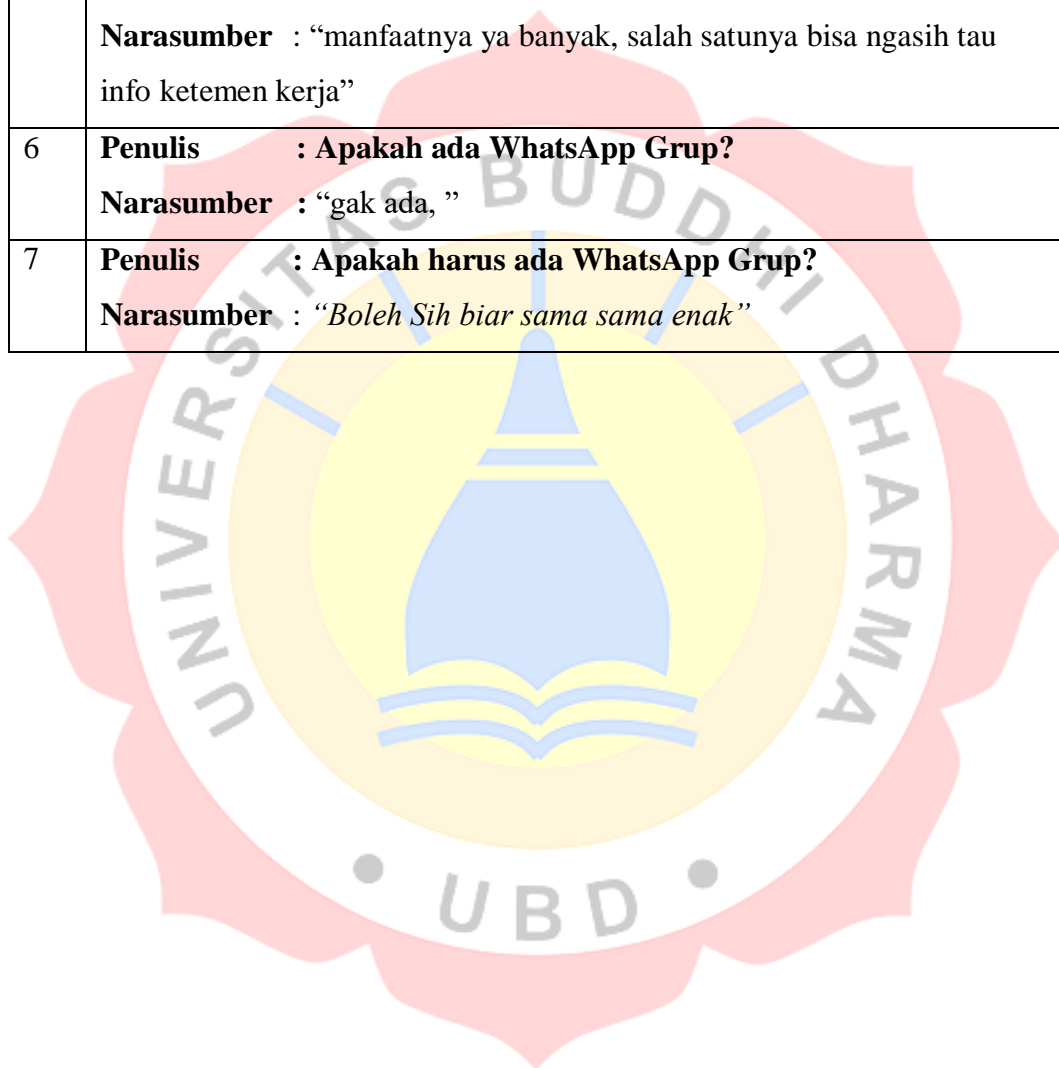 Narasumber : “manfaatnya ya banyak, salah satunya bisa ngasih tau
info ketemen kerja”
6 Penulis : Apakah ada WhatsApp Grup?
Narasumber : “gak ada, ”
7 Penulis : Apakah harus ada WhatsApp Grup?
Narasumber : “Boleh Sih biar sama sama enak”
UNIVERSITAS BUDDHI DHARMA
• UBD •